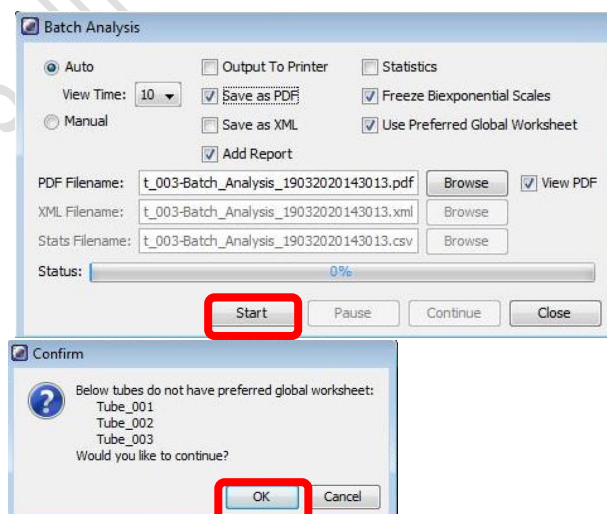 Batch Analysis
Auto Output To Printer Statistics
View Time: 10 Save as PDF Freeze Biexponential Scales
Manual Save as XML Use Preferred Global Worksheet
Add Report
PDF Filename: t_003-Batch_Analysis_19032020143013.pdf Browse View PDF
XML Filename: t_003-Batch_Analysis_19032020143013.xml Browse
Stats Filename: t_003-Batch_Analysis_19032020143013.csv Browse
Status: 0%
Start Pause Continue Close
Confirm
Below tubes do not have preferred global worksheet:
Tube_001
Tube_002
Tube_003
Would you like to continue?
OK Cancel